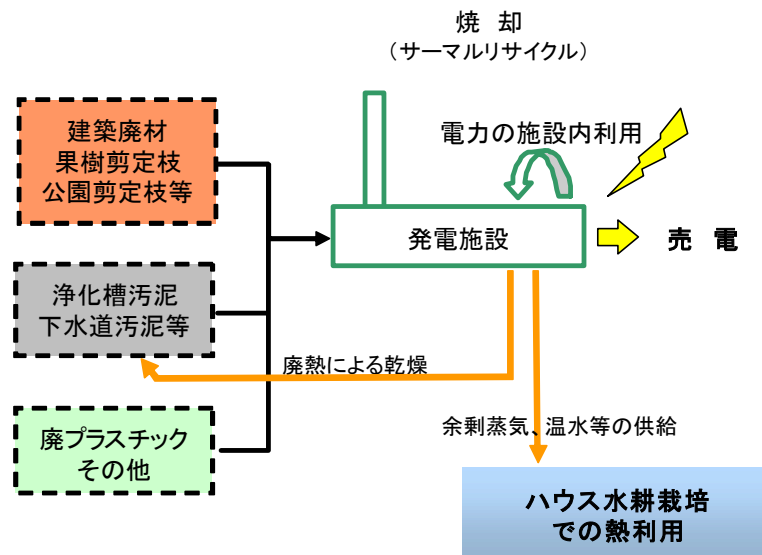 焼 却
（サーマルリサイクル）
建築廃材
果樹剪定枝
公園剪定枝等
電力の施設内利用
発電施設
売 電
浄化槽汚泥
下水道汚泥等
廃熱による乾燥
廃プラスチック
その他
余剰蒸気、温水等の供給
ハウス水耕栽培
での熱利用